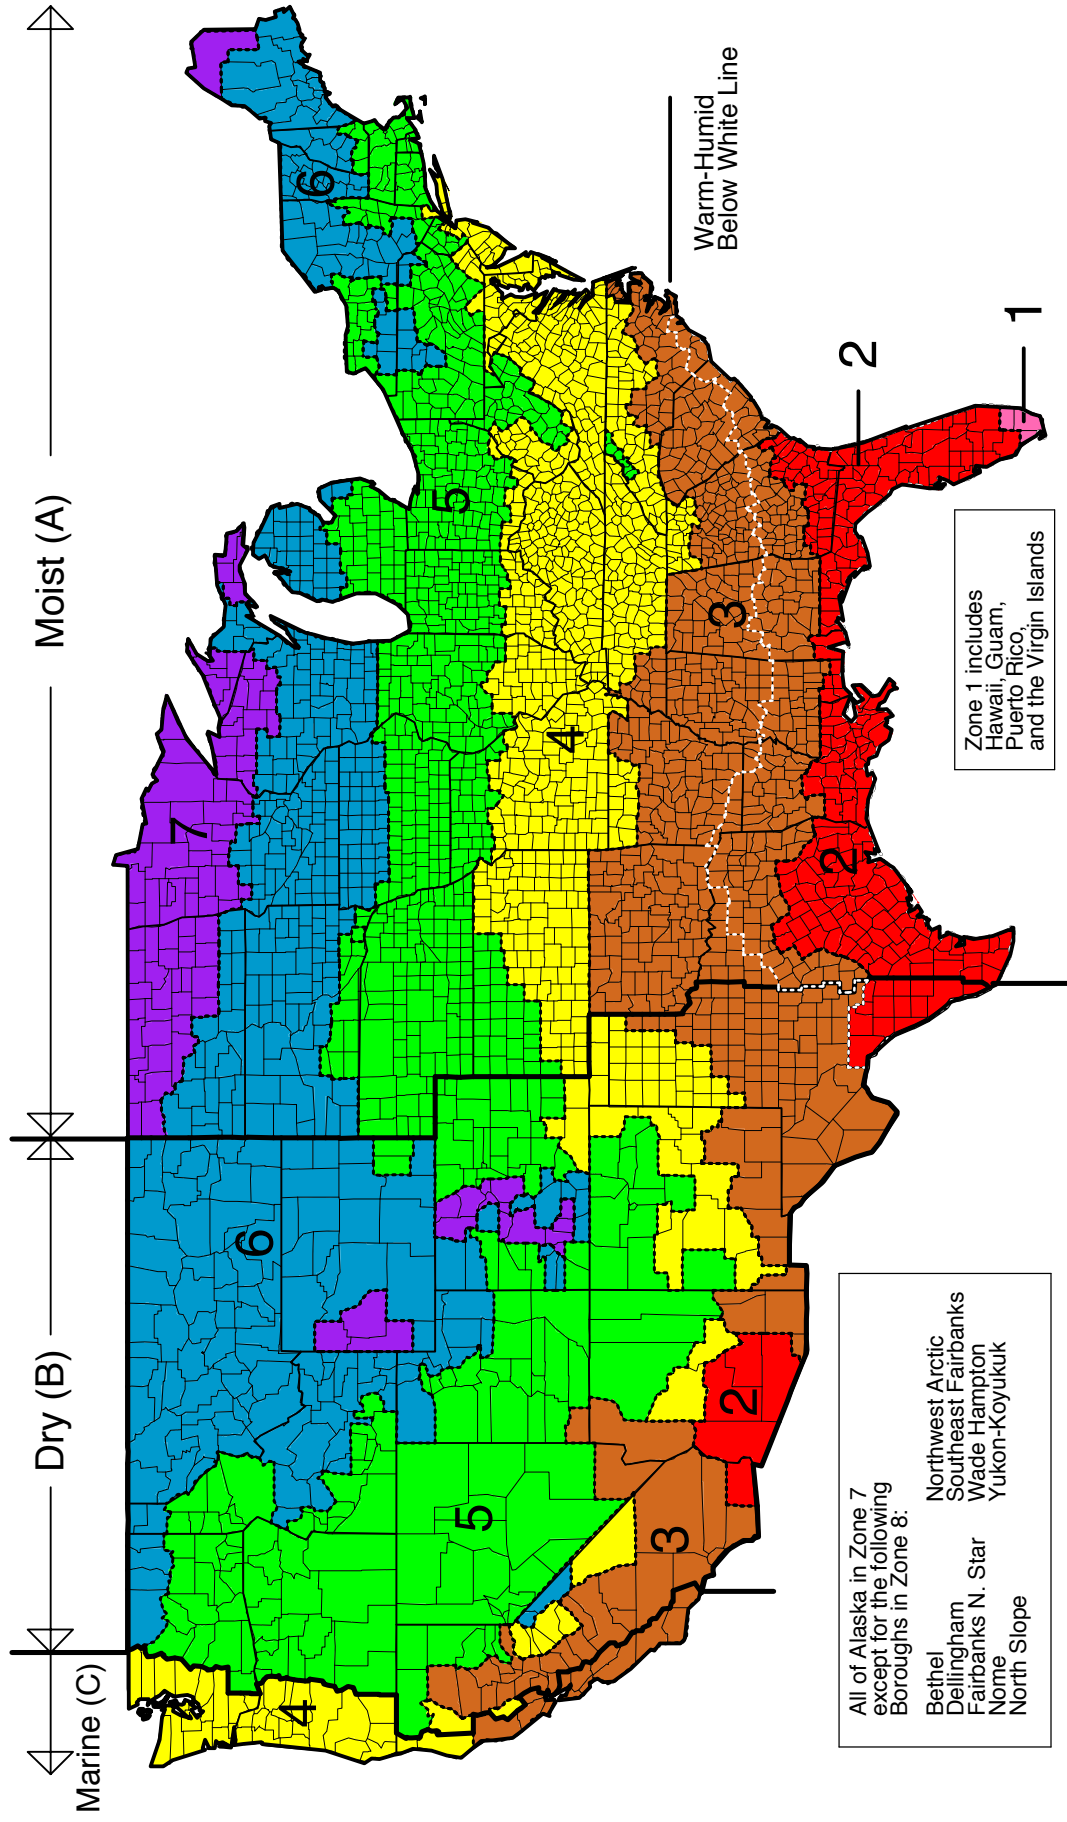 Marine (C)
Dry (B)
Moist (A)
7
6
6
5
5
4
4
3
3
2
2
2
1
Warm-Humid
Below White Line
All of Alaska in Zone 7
except for the following
Boroughs in Zone 8:
Bethel
Dellingham
Fairbanks N. Star
Nome
North Slope
Northwest Arctic
Southeast Fairbanks
Wade Hampton
Yukon-Koyukuk
Zone 1 includes
Hawaii, Guam,
Puerto Rico,
and the Virgin Islands